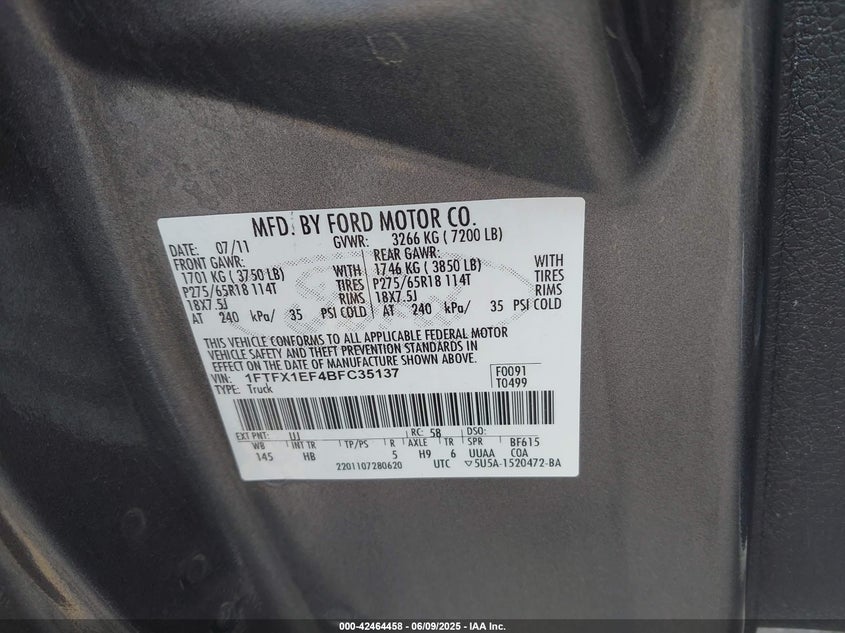 MFD. BY FORD MOTOR CO.
DATE: 07/11 GVWR: 3266 KG ( 7200 LB)
FRONT GAWR: REAR GAWR:
1701 KG ( 3750 LB) WITH 1746 KG ( 3850 LB) WITH
P275/65R18 114T TIRES P275/65R18 114T TIRES
18X7.5J RIMS 18X7.5J RIMS
AT 240 kPa/ 35 PSI COLD AT 240 kPa/ 35 PSI COLD
THIS VEHICLE CONFORMS TO ALL APPLICABLE FEDERAL MOTOR
VEHICLE SAFETY AND THEFT PREVENTION STANDARDS IN
EFFECT ON THE DATE OF MANUFACTURE SHOWN ABOVE.
VIN: 1FTFX1EF4BFC35137 F0091
TYPE: Truck T0499
EXT PNT: UJ RC: 58 DSO:
WB INT TR TP/PS R AXLE TR SPR BF615
145 HB 5 H9 6 UUAA COA
2201107280620 UTC ▽5U5A-1520472-BA
000-42464458 - 06/09/2025 - IAA Inc.